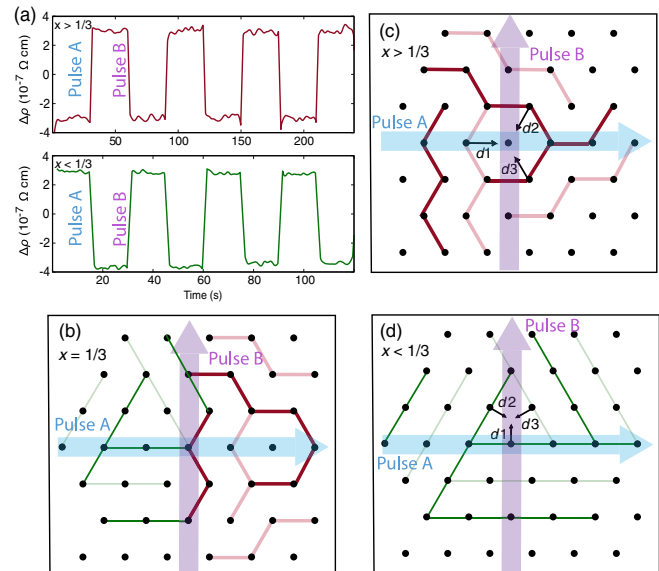 (a)
x > 1/3
Pulse A
Pulse B
Δρ (10⁻⁷ Ω cm)
4
2
0
-2
-4
50
100
150
200
x < 1/3
Pulse A
Pulse B
Δρ (10⁻⁷ Ω cm)
4
2
0
-2
-4
20
40
60
80
100
Time (s)
(c)
x > 1/3
Pulse B
Pulse A
d1
d2
d3
(b)
x = 1/3
Pulse B
Pulse A
(d)
x < 1/3
Pulse B
Pulse A
d2
d1
d3